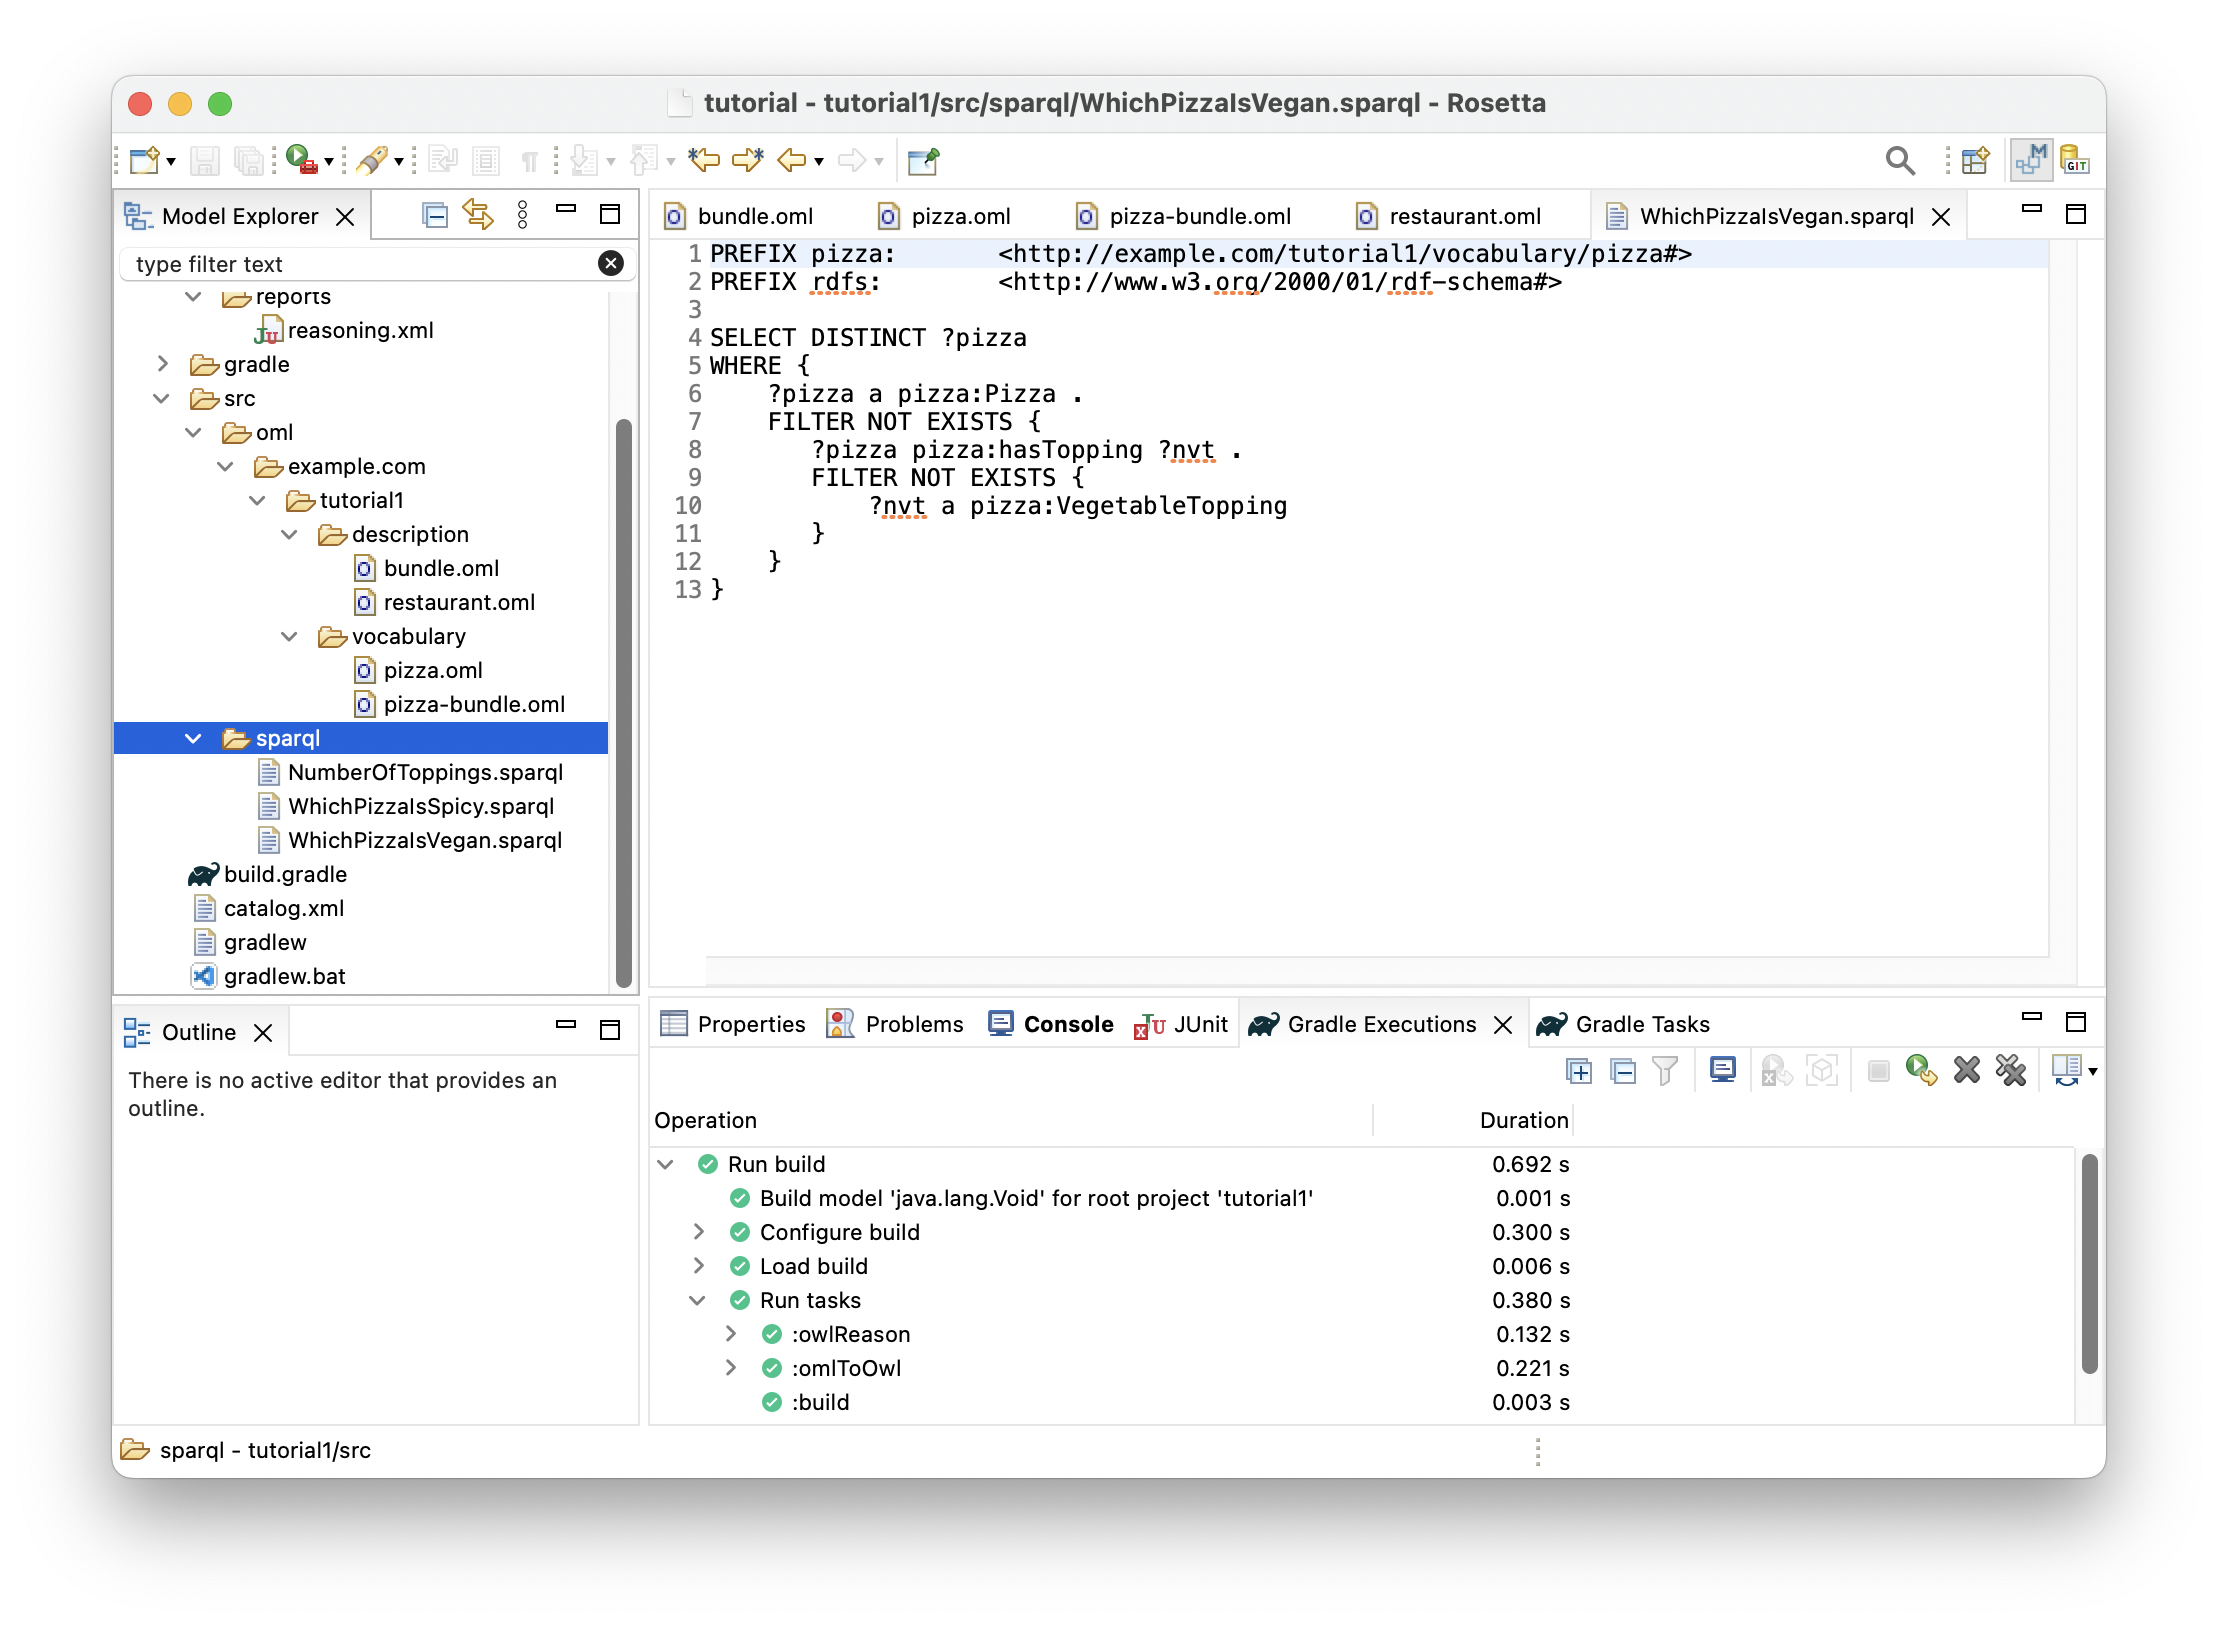 tutorial - tutorial1/src/sparql/WhichPizzaIsVegan.sparql - Rosetta
Model Explorer
type filter text
reports
reasoning.xml
gradle
src
oml
example.com
tutorial1
description
bundle.oml
restaurant.oml
vocabulary
pizza.oml
pizza-bundle.oml
sparql
NumberOfToppings.sparql
WhichPizzaIsSpicy.sparql
WhichPizzaIsVegan.sparql
build.gradle
catalog.xml
gradlew
gradlew.bat
Outline
There is no active editor that provides an
outline.
bundle.oml pizza.oml pizza-bundle.oml restaurant.oml WhichPizzaIsVegan.sparql
1 PREFIX pizza:       <http://example.com/tutorial1/vocabulary/pizza#>
2 PREFIX rdfs:        <http://www.w3.org/2000/01/rdf-schema#>
3
4 SELECT DISTINCT ?pizza
5 WHERE {
6     ?pizza a pizza:Pizza .
7     FILTER NOT EXISTS {
8        ?pizza pizza:hasTopping ?nvt .
9        FILTER NOT EXISTS {
10            ?nvt a pizza:VegetableTopping
11        }
12     }
13 }
Properties Problems Console JUnit Gradle Executions Gradle Tasks
Operation Duration
Run build 0.692 s
Build model 'java.lang.Void' for root project 'tutorial1' 0.001 s
Configure build 0.300 s
Load build 0.006 s
Run tasks 0.380 s
:owlReason 0.132 s
:omlToOwl 0.221 s
:build 0.003 s
sparql - tutorial1/src